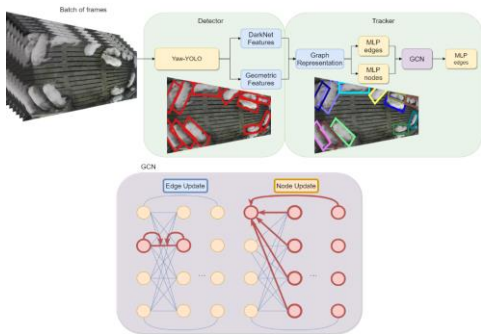 Batch of frames
Detector
Tracker
Yaw-YOLO
DarkNet
Features
Geometric
Features
Graph
Representation
MLP
edges
MLP
nodes
GCN
MLP
edges
GCN
Edge Update
Node Update
...
...